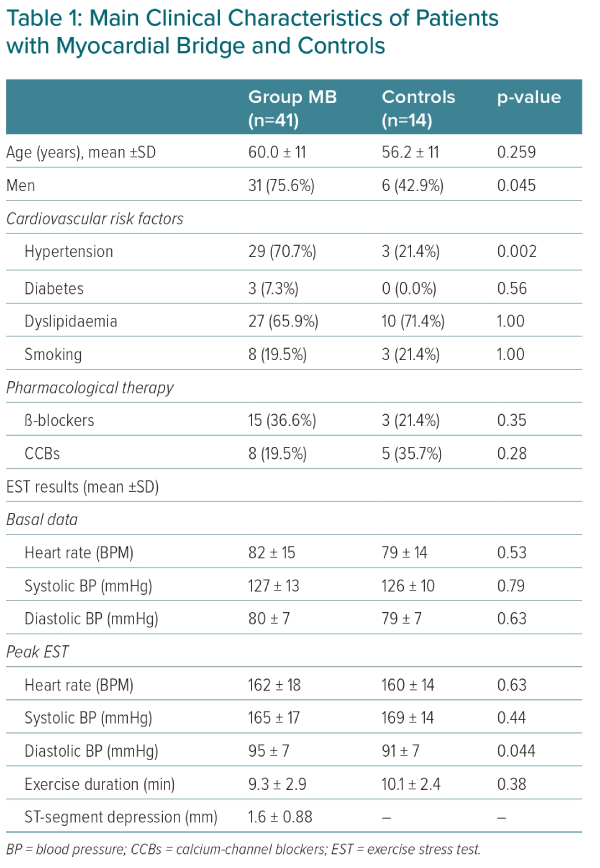 Table 1: Main Clinical Characteristics of Patients
with Myocardial Bridge and Controls
Group MB Controls p-value
(n=41) (n=14)
Age (years), mean ±SD 60.0 ± 11 56.2 ± 11 0.259
Men 31 (75.6%) 6 (42.9%) 0.045
Cardiovascular risk factors
Hypertension 29 (70.7%) 3 (21.4%) 0.002
Diabetes 3 (7.3%) 0 (0.0%) 0.56
Dyslipidaemia 27 (65.9%) 10 (71.4%) 1.00
Smoking 8 (19.5%) 3 (21.4%) 1.00
Pharmacological therapy
ß-blockers 15 (36.6%) 3 (21.4%) 0.35
CCBs 8 (19.5%) 5 (35.7%) 0.28
EST results (mean ±SD)
Basal data
Heart rate (BPM) 82 ± 15 79 ± 14 0.53
Systolic BP (mmHg) 127 ± 13 126 ± 10 0.79
Diastolic BP (mmHg) 80 ± 7 79 ± 7 0.63
Peak EST
Heart rate (BPM) 162 ± 18 160 ± 14 0.63
Systolic BP (mmHg) 165 ± 17 169 ± 14 0.44
Diastolic BP (mmHg) 95 ± 7 91 ± 7 0.044
Exercise duration (min) 9.3 ± 2.9 10.1 ± 2.4 0.38
ST-segment depression (mm) 1.6 ± 0.88 – –
BP = blood pressure; CCBs = calcium-channel blockers; EST = exercise stress test.